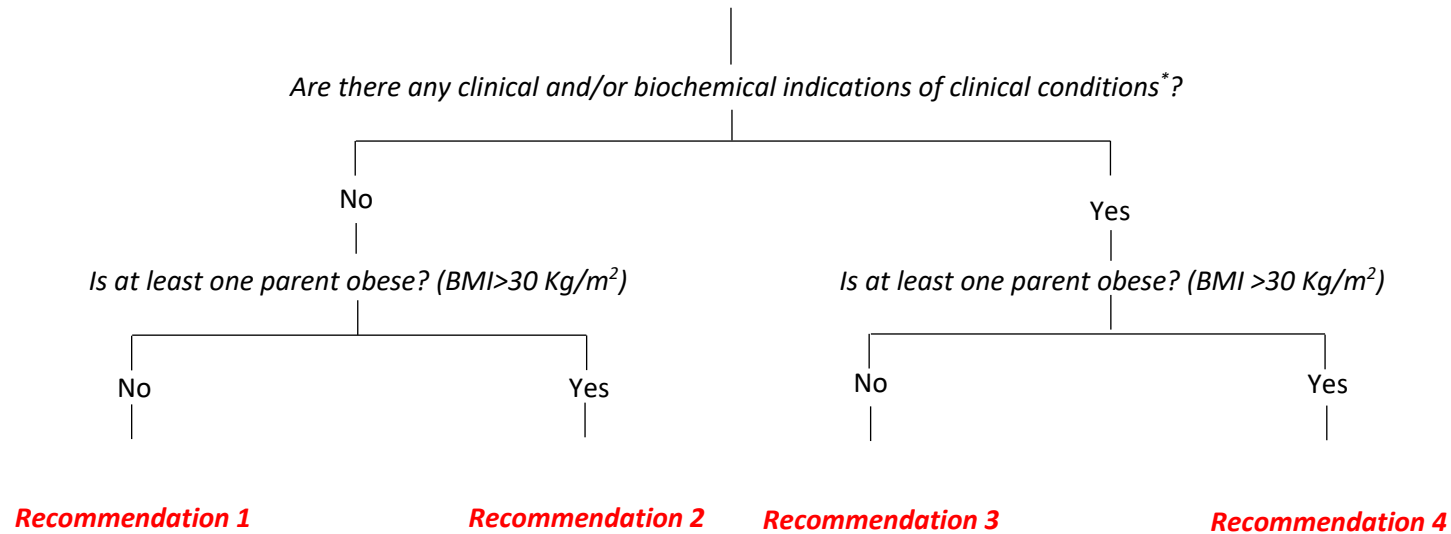 Are there any clinical and/or biochemical indications of clinical conditions*?
No
Yes
Is at least one parent obese? (BMI>30 Kg/m²)
Is at least one parent obese? (BMI >30 Kg/m²)
No
Yes
No
Yes
Recommendation 1
Recommendation 2
Recommendation 3
Recommendation 4